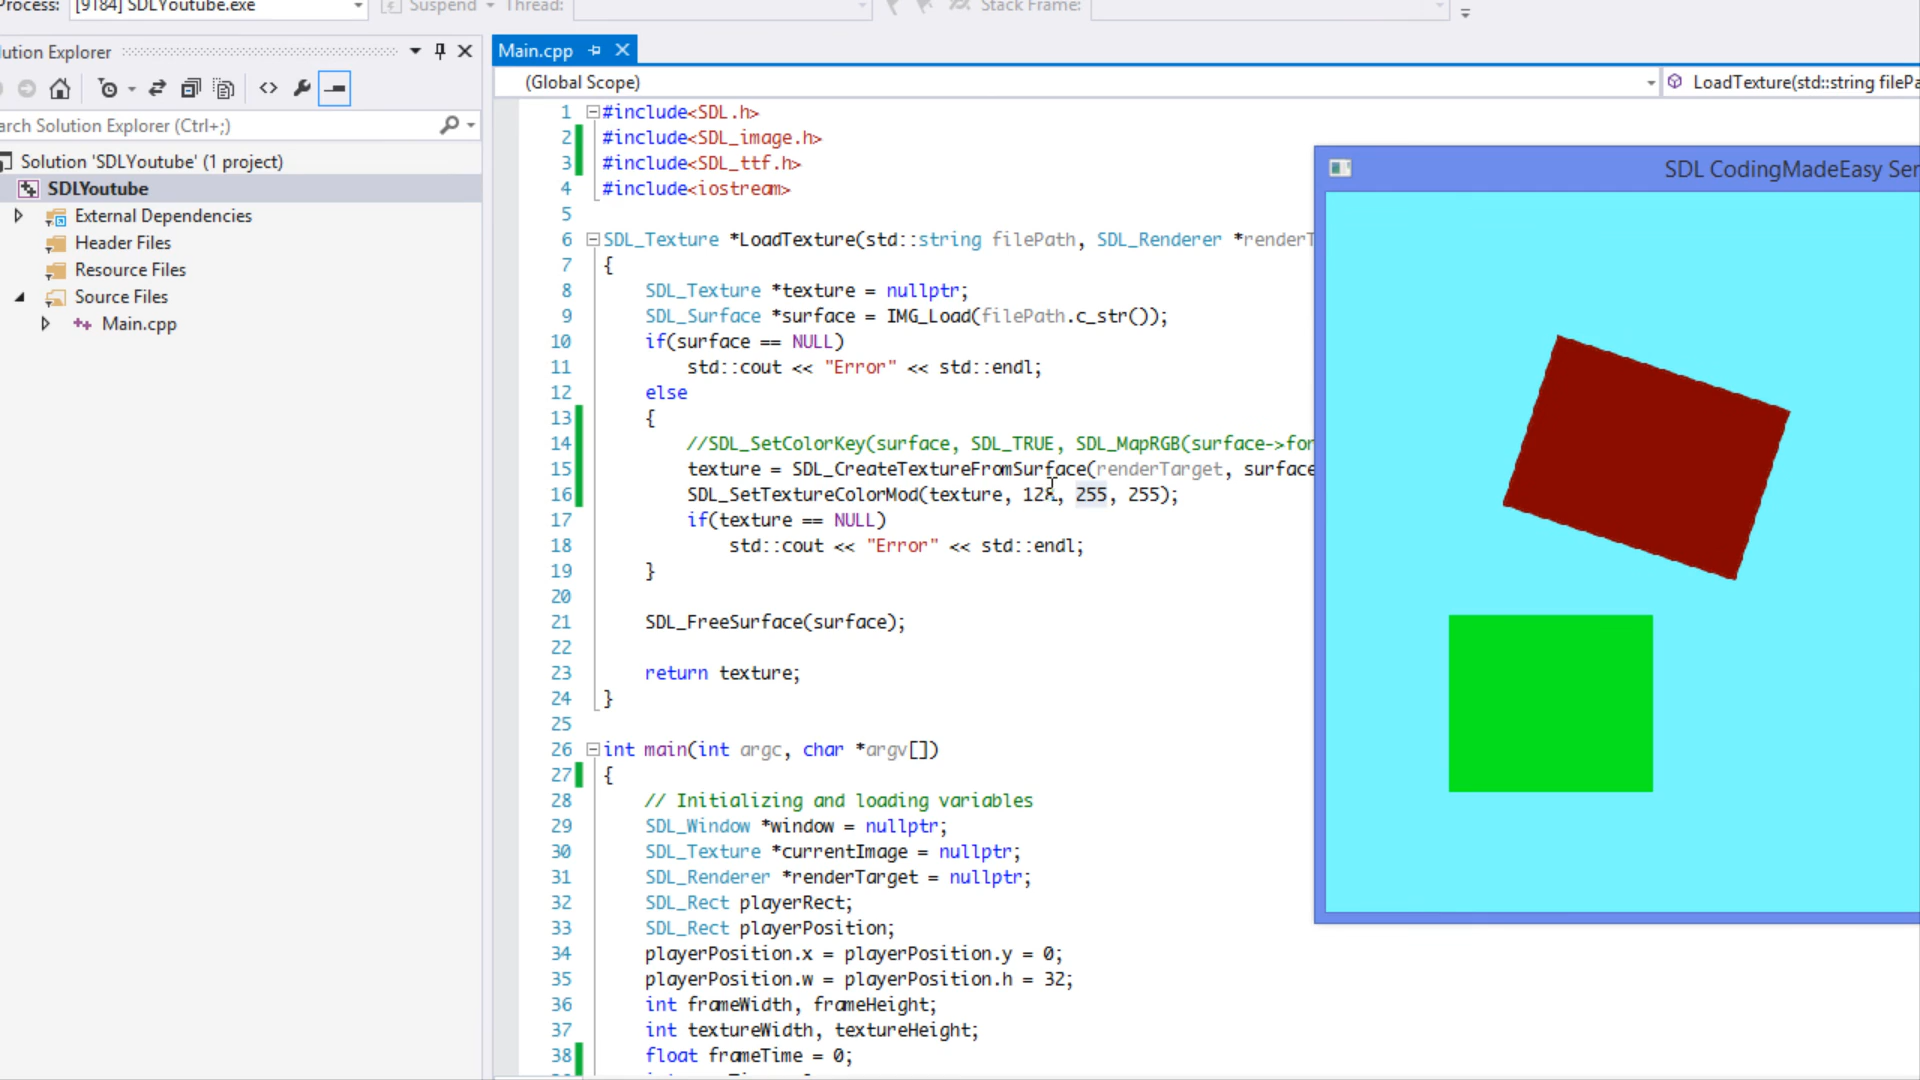 Process: [9184] SDLYoutube.exe Suspend Thread: Stack Frame:
ution Explorer
Main.cpp
(Global Scope)
LoadTexture(std::string filePa
arch Solution Explorer (Ctrl+;)
Solution 'SDLYoutube' (1 project)
SDLYoutube
External Dependencies
Header Files
Resource Files
Source Files
Main.cpp
1 #include<SDL.h>
2 #include<SDL_image.h>
3 #include<SDL_ttf.h>
4 #include<iostream>
5
6 SDL_Texture *LoadTexture(std::string filePath, SDL_Renderer *renderT
7 {
8 SDL_Texture *texture = nullptr;
9 SDL_Surface *surface = IMG_Load(filePath.c_str());
10 if(surface == NULL)
11 std::cout << "Error" << std::endl;
12 else
13 {
14 //SDL_SetColorKey(surface, SDL_TRUE, SDL_MapRGB(surface->for
15 texture = SDL_CreateTextureFromSurface(renderTarget, surface
16 SDL_SetTextureColorMod(texture, 128, 255, 255);
17 if(texture == NULL)
18 std::cout << "Error" << std::endl;
19 }
20
21 SDL_FreeSurface(surface);
22
23 return texture;
24 }
25
26 int main(int argc, char *argv[])
27 {
28 // Initializing and loading variables
29 SDL_Window *window = nullptr;
30 SDL_Texture *currentImage = nullptr;
31 SDL_Renderer *renderTarget = nullptr;
32 SDL_Rect playerRect;
33 SDL_Rect playerPosition;
34 playerPosition.x = playerPosition.y = 0;
35 playerPosition.w = playerPosition.h = 32;
36 int frameWidth, frameHeight;
37 int textureWidth, textureHeight;
38 float frameTime = 0;
SDL CodingMadeEasy Ser